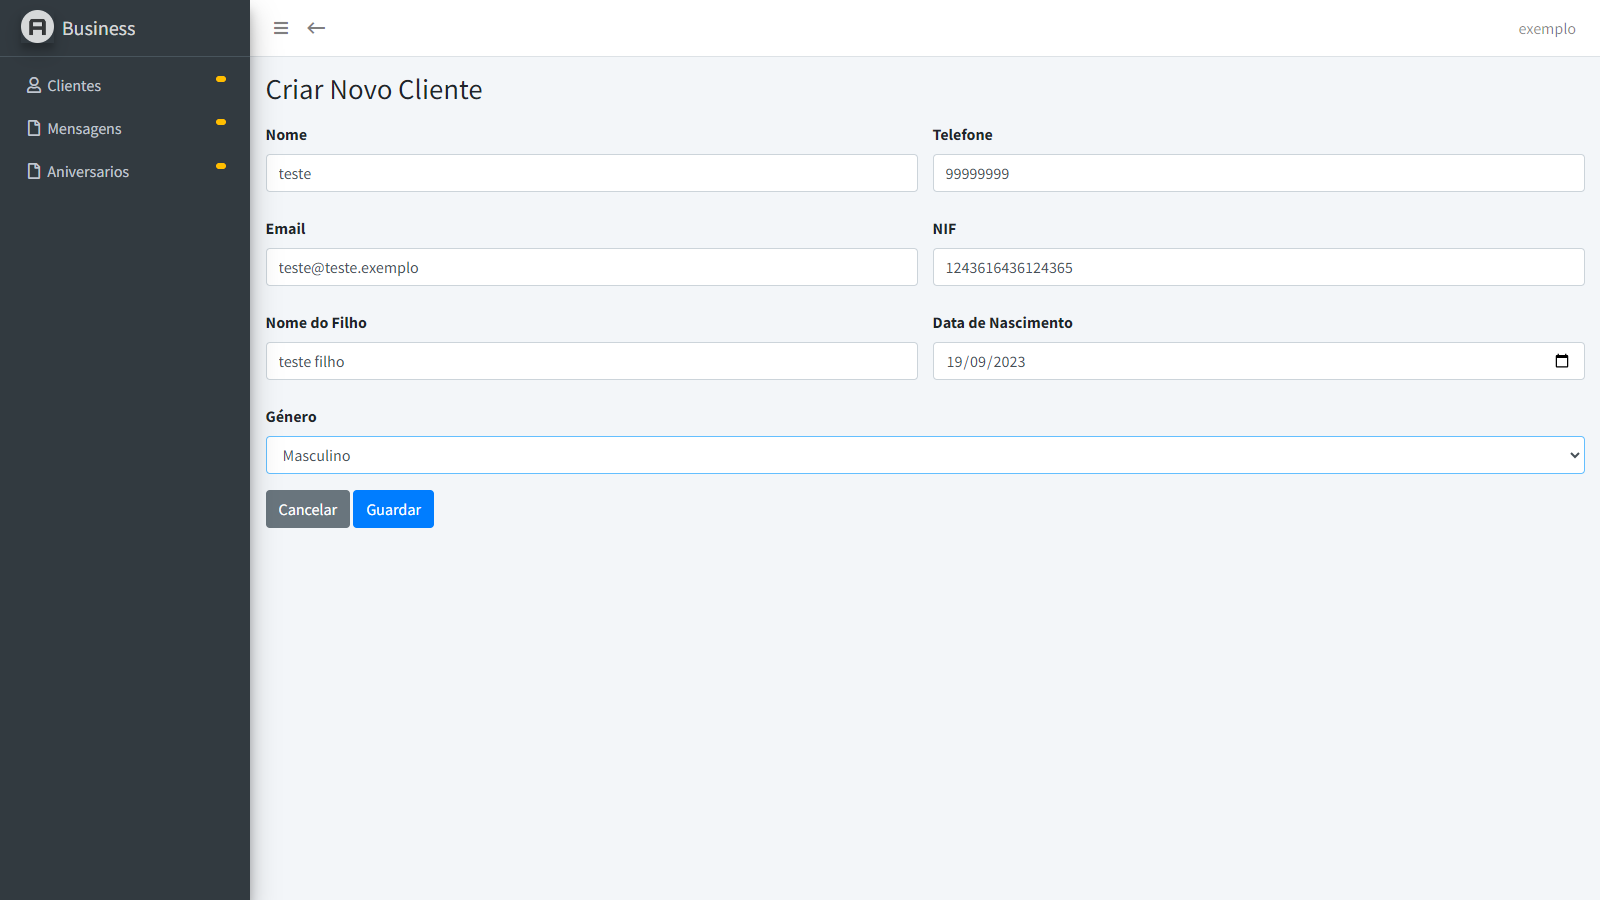 Business
exemplo
Clientes
Mensagens
Aniversarios
Criar Novo Cliente
Nome
Telefone
teste
99999999
Email
NIF
teste@teste.exemplo
1243616436124365
Nome do Filho
Data de Nascimento
teste filho
19/09/2023
Género
Masculino
Cancelar
Guardar